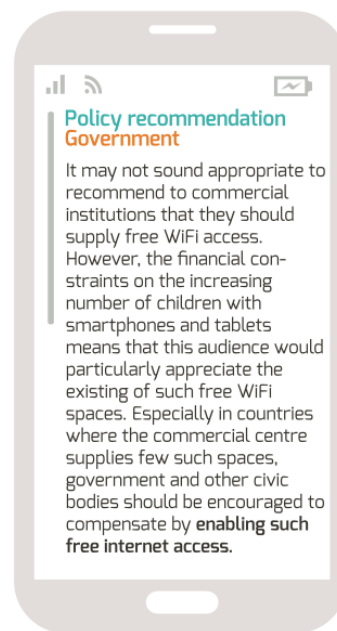 Policy recommendation
Government
It may not sound appropriate to
recommend to commercial
institutions that they should
supply free WiFi access.
However, the financial con-
straints on the increasing
number of children with
smartphones and tablets
means that this audience would
particularly appreciate the
existing of such free WiFi
spaces. Especially in countries
where the commercial centre
supplies few such spaces,
government and other civic
bodies should be encouraged to
compensate by enabling such
free internet access.